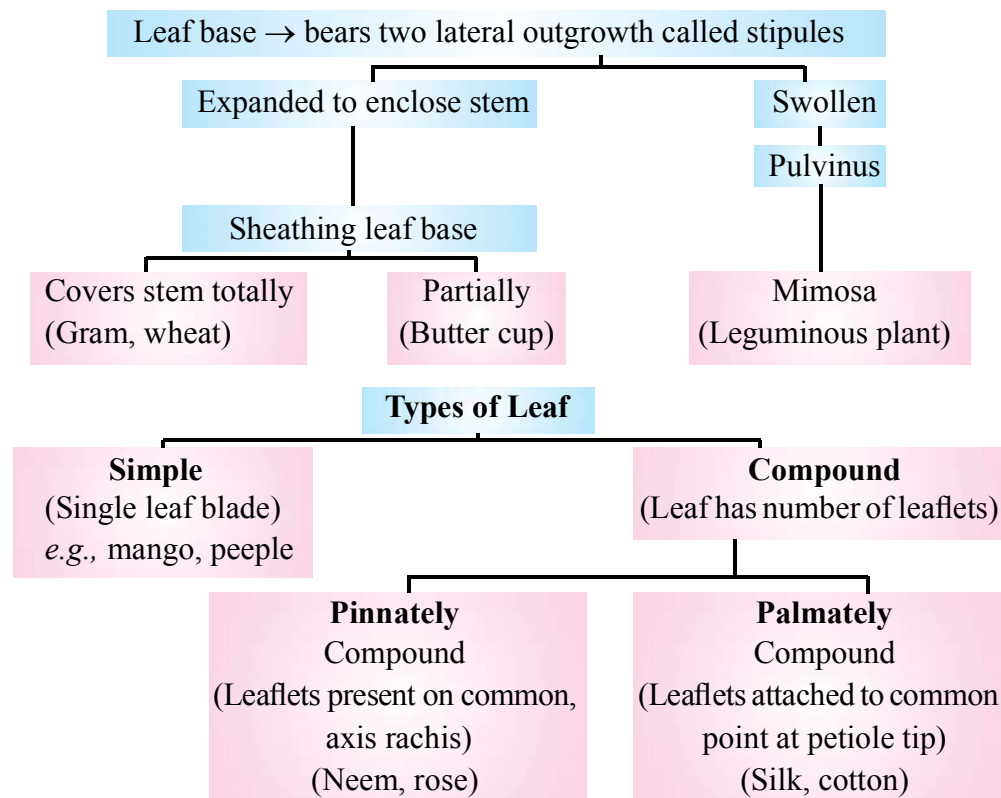 Leaf base → bears two lateral outgrowth called stipules
Expanded to enclose stem
Swollen
Pulvinus
Sheathing leaf base
Covers stem totally
(Gram, wheat)
Partially
(Butter cup)
Mimosa
(Leguminous plant)
Types of Leaf
Simple
(Single leaf blade)
e.g., mango, peeple
Compound
(Leaf has number of leaflets)
Pinnately
Compound
(Leaflets present on common,
axis rachis)
(Neem, rose)
Palmately
Compound
(Leaflets attached to common
point at petiole tip)
(Silk, cotton)